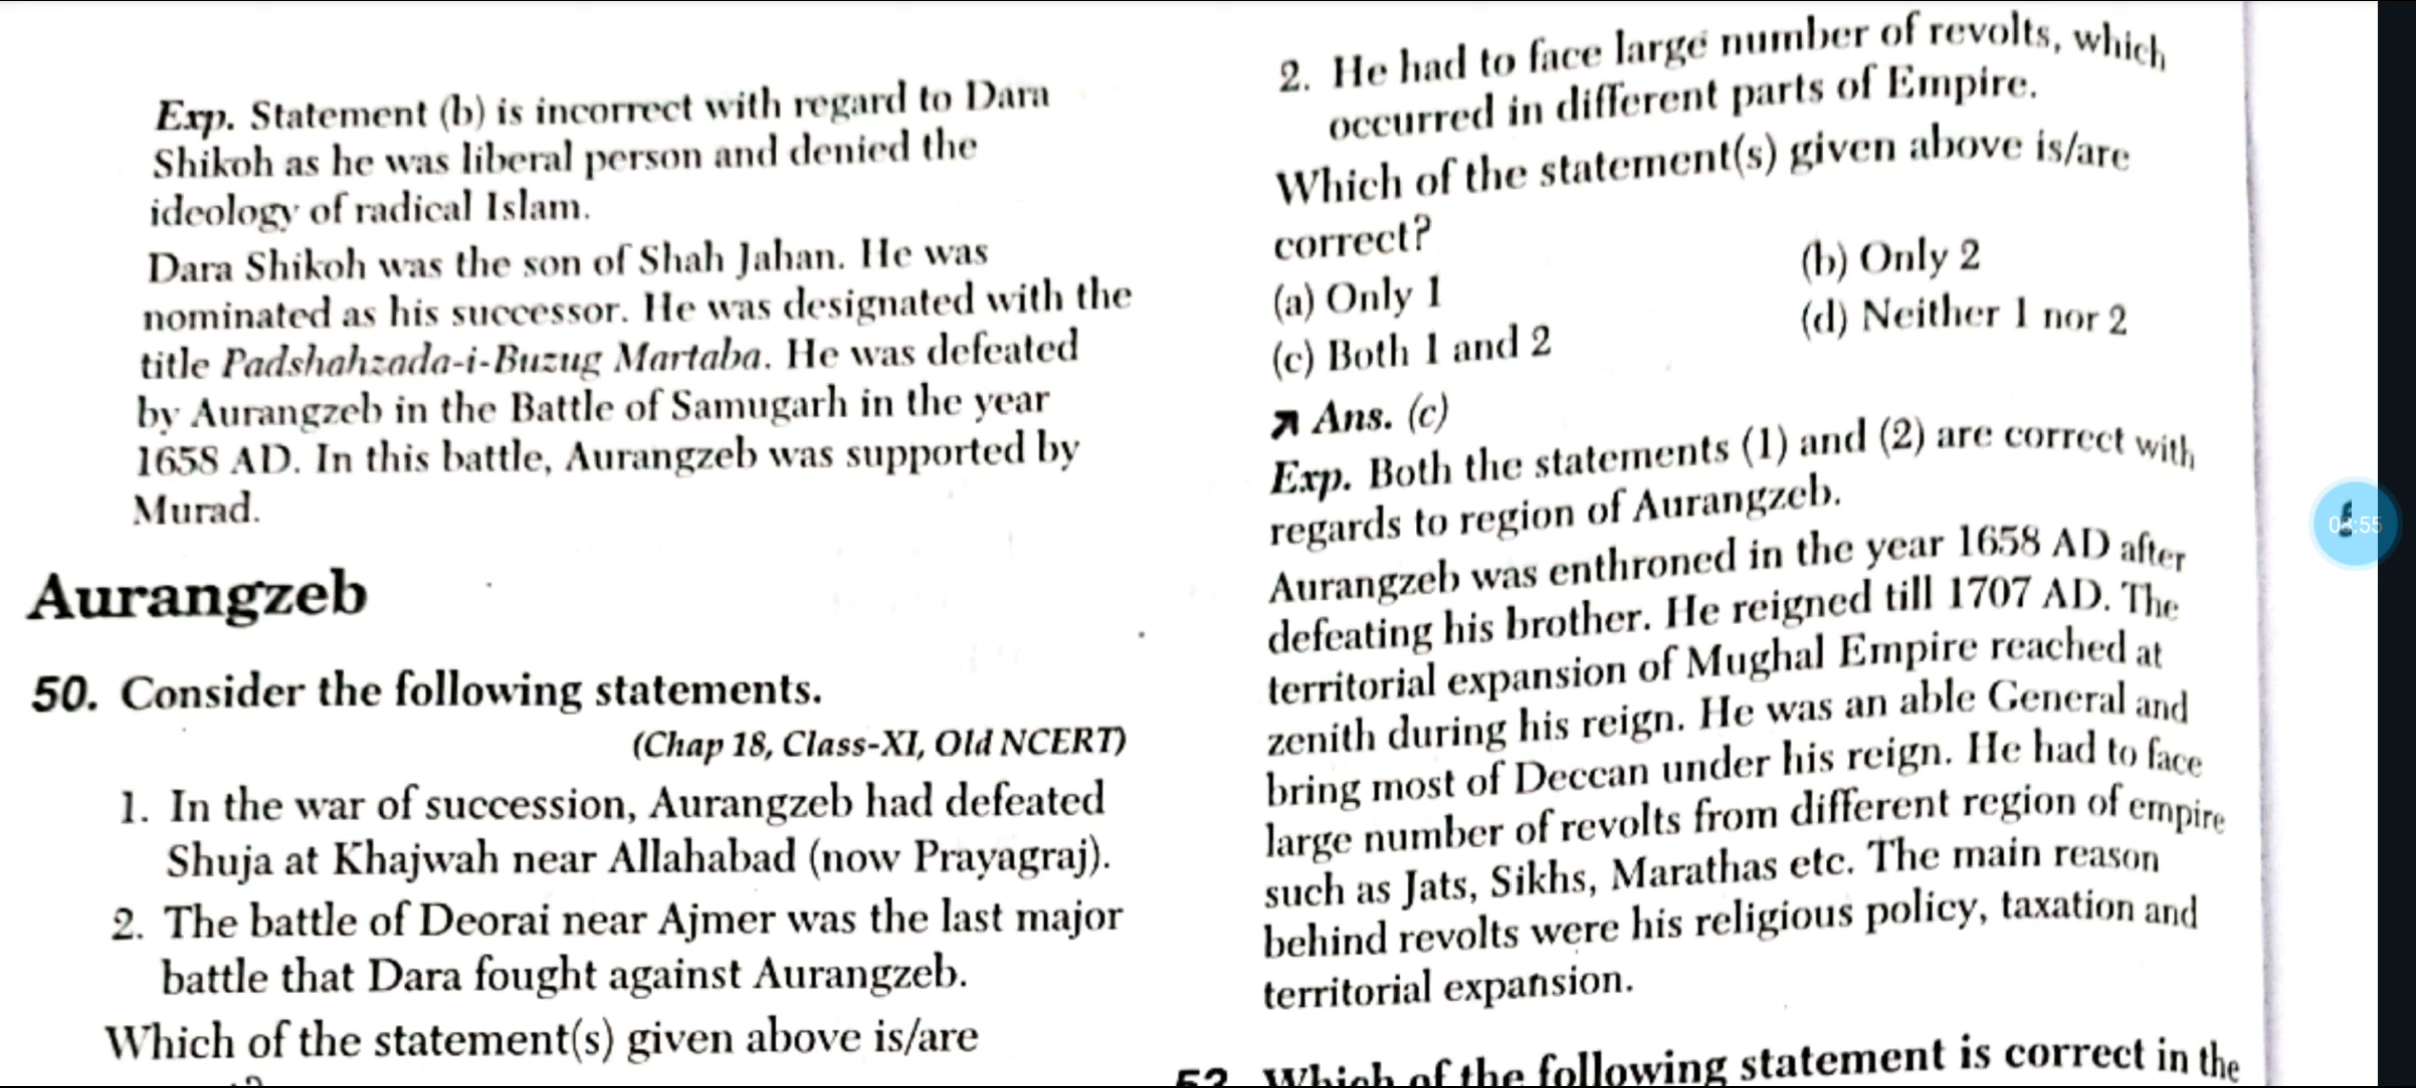 Exp. Statement (b) is incorrect with regard to Dara
Shikoh as he was liberal person and denied the
ideology of radical Islam.
Dara Shikoh was the son of Shah Jahan. He was
nominated as his successor. He was designated with the
title Padshahzada-i-Buzug Martaba. He was defeated
by Aurangzeb in the Battle of Samugarh in the year
1658 AD. In this battle, Aurangzeb was supported by
Murad.
Aurangzeb
50. Consider the following statements.
(Chap 18, Class-XI, Old NCERT)
1. In the war of succession, Aurangzeb had defeated
Shuja at Khajwah near Allahabad (now Prayagraj).
2. The battle of Deorai near Ajmer was the last major
battle that Dara fought against Aurangzeb.
Which of the statement(s) given above is/are
2. He had to face large number of revolts, which
occurred in different parts of Empire.
Which of the statement(s) given above is/are
correct?
(a) Only 1 (b) Only 2
(c) Both 1 and 2 (d) Neither 1 nor 2
Ans. (c)
Exp. Both the statements (1) and (2) are correct with
regards to region of Aurangzeb.
Aurangzeb was enthroned in the year 1658 AD after
defeating his brother. He reigned till 1707 AD. The
territorial expansion of Mughal Empire reached at
zenith during his reign. He was an able General and
bring most of Deccan under his reign. He had to face
large number of revolts from different region of empire
such as Jats, Sikhs, Marathas etc. The main reason
behind revolts were his religious policy, taxation and
territorial expansion.
Which of the following statement is correct in the